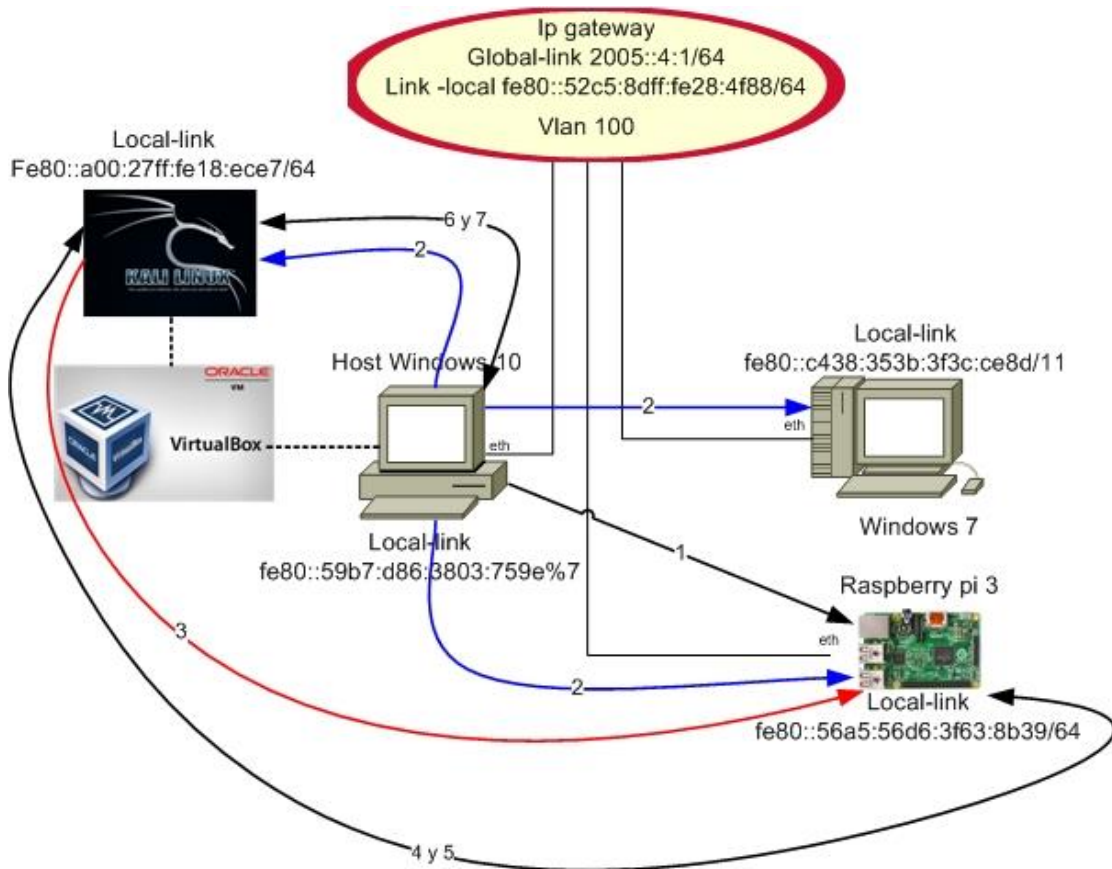 Ip gateway
Global-link 2005::4:1/64
Link -local fe80::52c5:8dff:fe28:4f88/64
Vlan 100
Local-link
Fe80::a00:27ff:fe18:ece7/64
KALI LINUX
6 y 7
2
ORACLE
VM
VirtualBox
Host Windows 10
eth
Local-link
fe80::59b7:d86:3803:759e%7
2
Local-link
fe80::c438:353b:3f3c:ce8d/11
eth
Windows 7
1
Raspberry pi 3
eth
Local-link
fe80::56a5:56d6:3f63:8b39/64
3
2
4 y 5